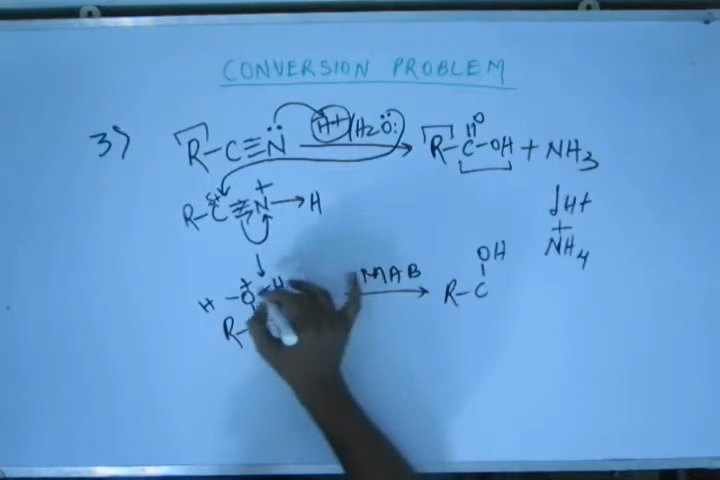 CONVERSION PROBLEM
3) R-C≡N: H+/H2O: → R-C-OH + NH3
O
R-C≡N→H
δ+ +
↓H+
+
NH4
OH
H-O-H MAB → R-C
+
R-